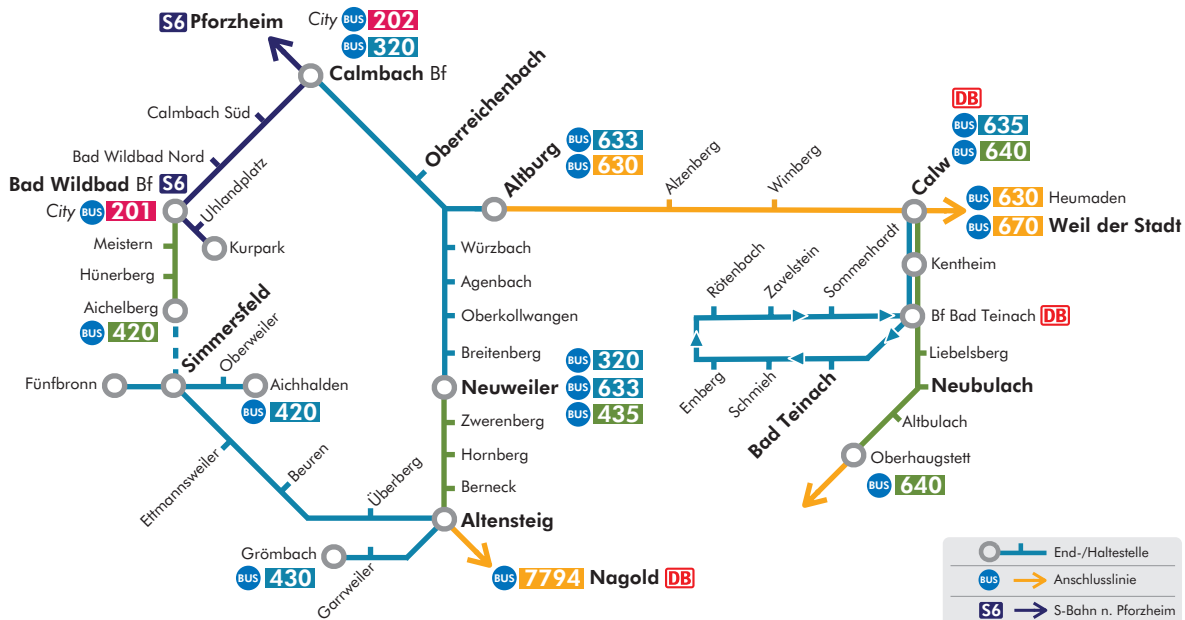 S6 Pforzheim
City BUS 202
BUS 320
Calmbach Bf
Calmbach Süd
Bad Wildbad Nord
Bad Wildbad Bf S6
City BUS 201
Uhlandplatz
Kurpark
Meistern
Hünerberg
Aichelberg
BUS 420
Simmersfeld
Oberweiler
Fünfbronn
Aichhalden
BUS 420
Ettmannsweiler
Beuren
Überberg
Grömbach
BUS 430
Garrweiler
Altensteig
BUS 7794 Nagold DB
Oberreichenbach
Altburg
BUS 633
BUS 630
Würzbach
Agenbach
Oberkollwangen
Breitenberg
Neuweiler
BUS 320
BUS 633
BUS 435
Zwerenberg
Hornberg
Berneck
Alzenberg
Wimberg
DB
BUS 635
BUS 640
Calw
BUS 630 Heumaden
BUS 670 Weil der Stadt
Kentheim
Rötenbach
Zavelstein
Sommenhardt
Bf Bad Teinach DB
Emberg
Schmieh
Bad Teinach
Liebelsberg
Neubulach
Altbulach
Oberhaugstett
BUS 640
End-/Haltestelle
BUS Anschlusslinie
S6 S-Bahn n. Pforzheim